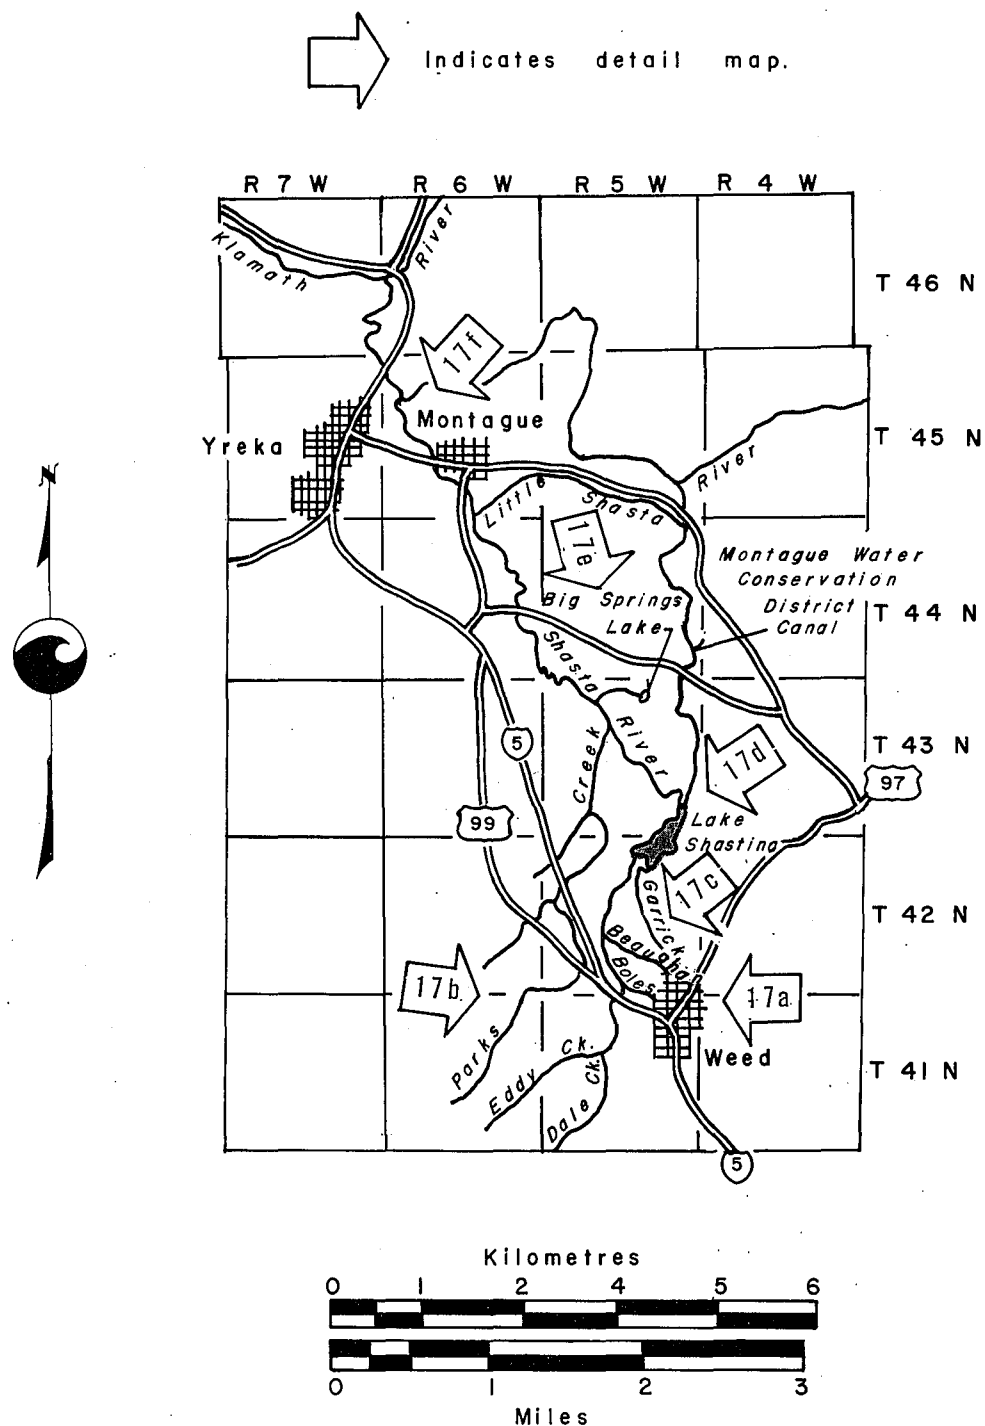 Indicates detail map.
R 7 W R 6 W R 5 W R 4 W
Klamath
River
T 46 N
17f
Montague
Yreka
T 45 N
River
Little
Shasta
17e
Montague Water
Conservation
District
Canal
Big Springs
Lake
T 44 N
N
Shasta
River
5
Creek
17d
T 43 N
97
99
Lake
Shastina
17c
Garrick
T 42 N
Beaughan
Boles
17b
17a
Parks
Eddy Ck.
Dale Ck.
Weed
T 41 N
5
Kilometres
0 1 2 4 5 6
0 1 2 3
Miles